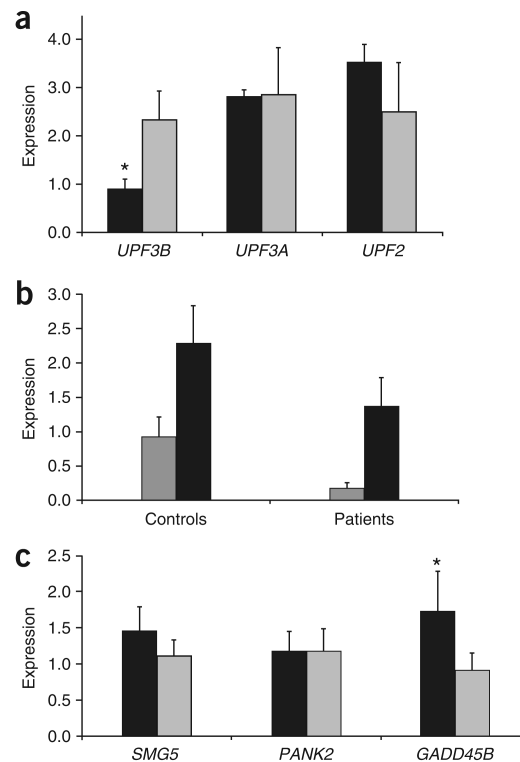 a
Expression
4.0
3.0
2.0
1.0
0.0
*
UPF3B UPF3A UPF2
b
Expression
3.0
2.5
2.0
1.5
1.0
0.5
0.0
Controls Patients
c
Expression
2.5
2.0
1.5
1.0
0.5
0.0
*
SMG5 PANK2 GADD45B